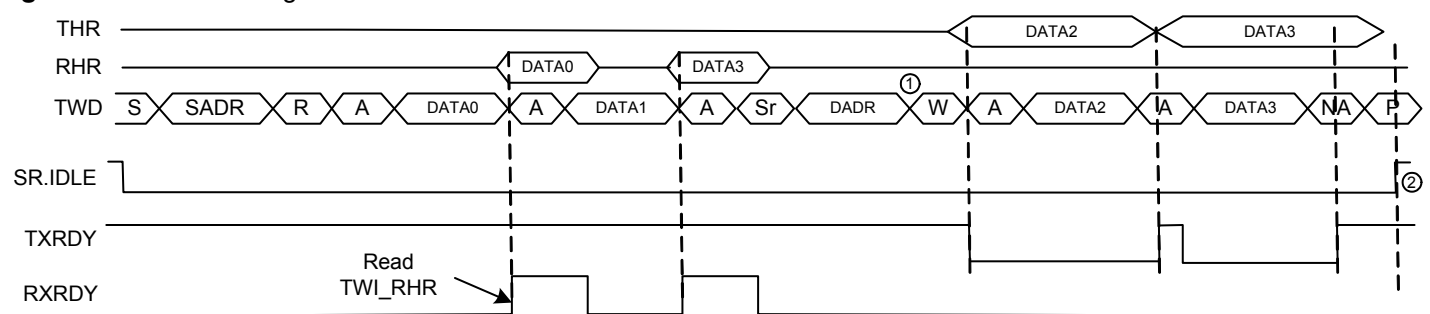 THR DATA2 DATA3
RHR DATA0 DATA3
①
TWD S SADR R A DATA0 A DATA1 A Sr DADR W A DATA2 A DATA3 NA P
SR.IDLE
②
TXRDY
Read
TWI_RHR
RXRDY